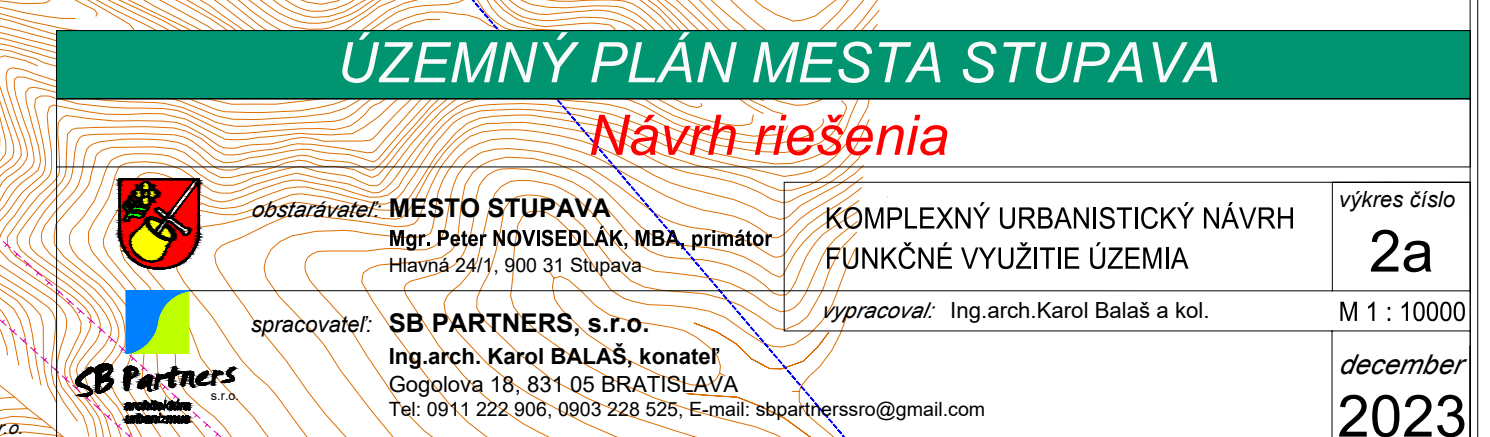 ÚZEMNÝ PLÁN MESTA STUPAVA
Návrh riešenia
obstarávateľ: MESTO STUPAVA
Mgr. Peter NOVISEDLÁK, MBA, primátor
Hlavná 24/1, 900 31 Stupava
KOMPLEXNÝ URBANISTICKÝ NÁVRH
FUNKČNÉ VYUŽITIE ÚZEMIA
výkres číslo
2a
vypracoval: Ing.arch.Karol Balaš a kol.
M 1 : 10000
SB Partners
s.r.o.
architektúra
urbanizmus
spracovateľ: SB PARTNERS, s.r.o.
Ing.arch. Karol BALAŠ, konateľ
Gogolova 18, 831 05 BRATISLAVA
Tel: 0911 222 906, 0903 228 525, E-mail: sbpartnerssro@gmail.com
december
2023
r.o.